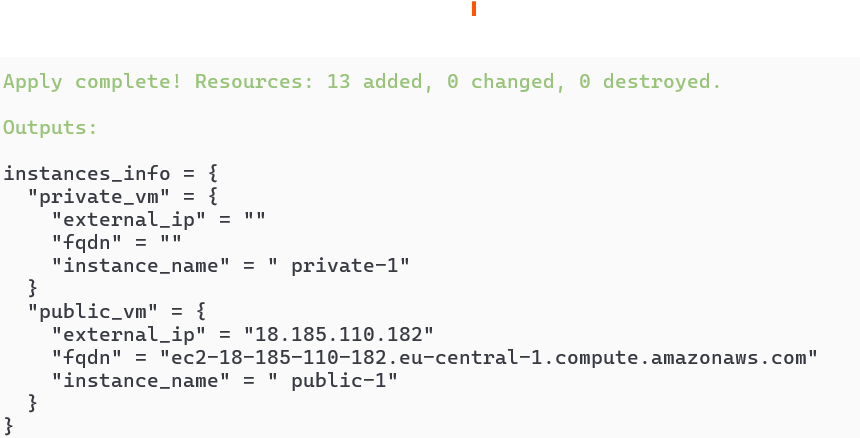 Apply complete! Resources: 13 added, 0 changed, 0 destroyed.
Outputs:
instances_info = {
  "private_vm" = {
    "external_ip" = ""
    "fqdn" = ""
    "instance_name" = " private-1"
  }
  "public_vm" = {
    "external_ip" = "18.185.110.182"
    "fqdn" = "ec2-18-185-110-182.eu-central-1.compute.amazonaws.com"
    "instance_name" = " public-1"
  }
}